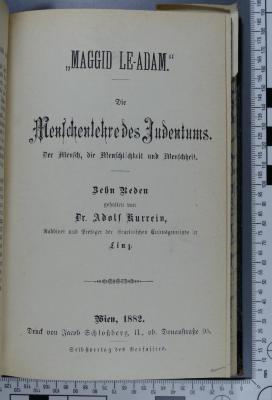 „MAGGID LE-ADAM.“
Die
Menschenlehre des Judentums.
Der Mensch, die Menschlichkeit und Menschheit.
Zehn Reden
gehalten von
Dr. Adolf Kurrein,
Rabbiner und Prediger der israelitischen Cultusgemeinde in
Linz.
Wien, 1882.
Druck von Jacob Schloßberg, II., ob. Donaustraße
Selbstverlag des Verfassers.